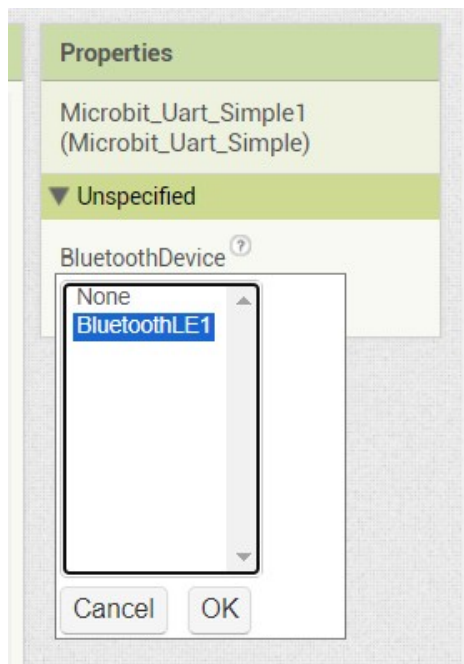 Properties
Microbit_Uart_Simple1
(Microbit_Uart_Simple)
▼ Unspecified
BluetoothDevice ?
None
BluetoothLE1
Cancel OK